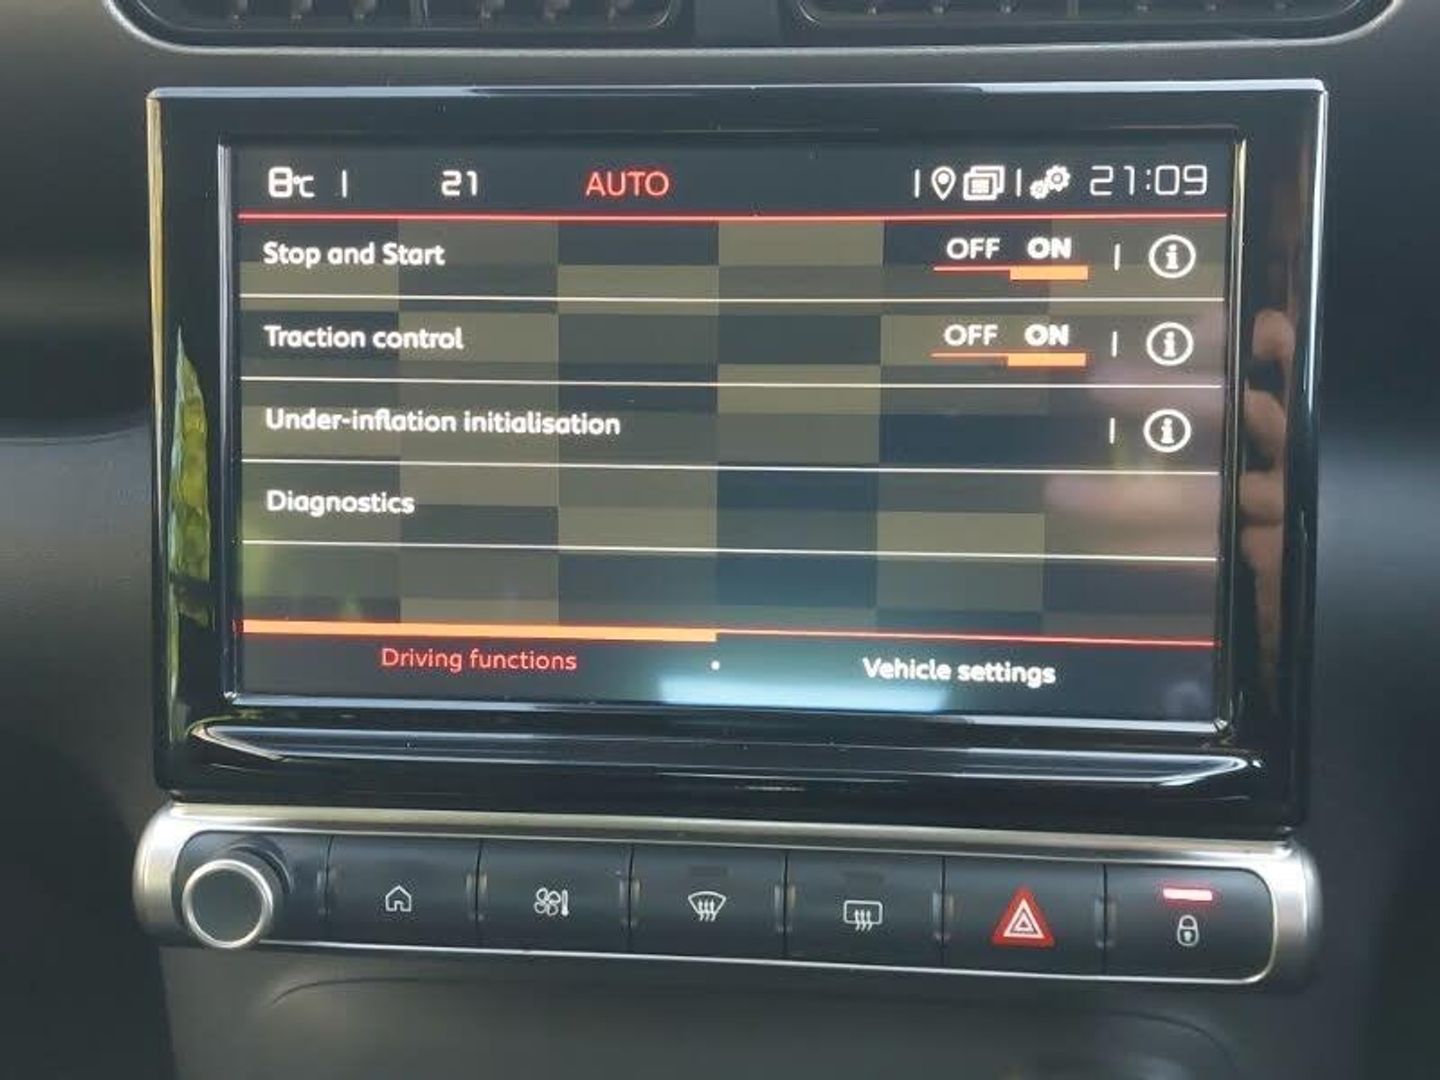 8°C 21 AUTO 21:09
Stop and Start OFF ON
Traction control OFF ON
Under-inflation initialisation
Diagnostics
Driving functions Vehicle settings